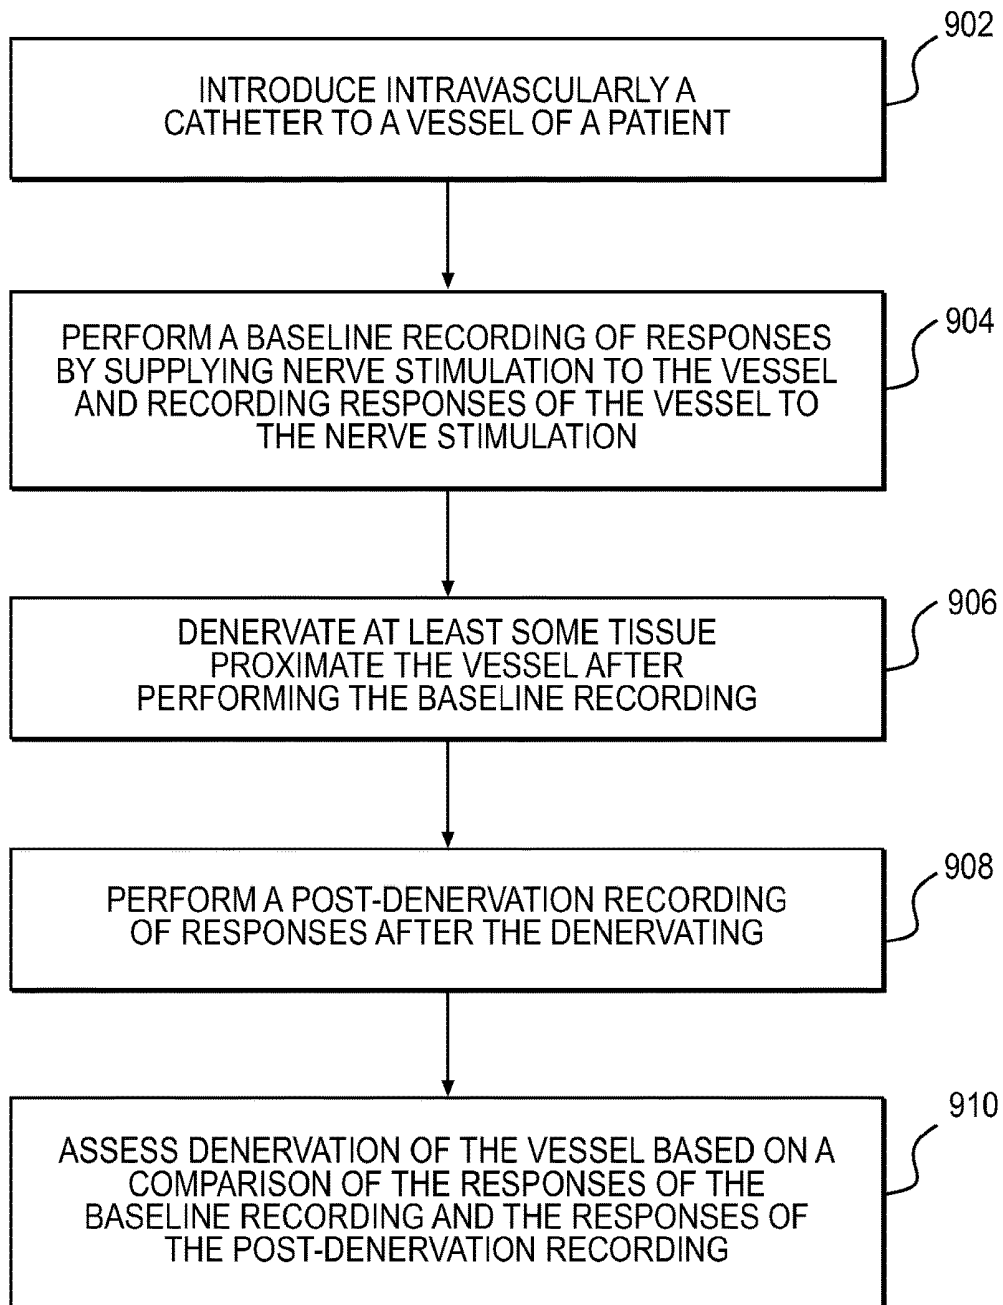 902
INTRODUCE INTRAVASCULARLY A
CATHETER TO A VESSEL OF A PATIENT
904
PERFORM A BASELINE RECORDING OF RESPONSES
BY SUPPLYING NERVE STIMULATION TO THE VESSEL
AND RECORDING RESPONSES OF THE VESSEL TO
THE NERVE STIMULATION
906
DENERVATE AT LEAST SOME TISSUE
PROXIMATE THE VESSEL AFTER
PERFORMING THE BASELINE RECORDING
908
PERFORM A POST-DENERVATION RECORDING
OF RESPONSES AFTER THE DENERVATING
910
ASSESS DENERVATION OF THE VESSEL BASED ON A
COMPARISON OF THE RESPONSES OF THE
BASELINE RECORDING AND THE RESPONSES OF
THE POST-DENERVATION RECORDING